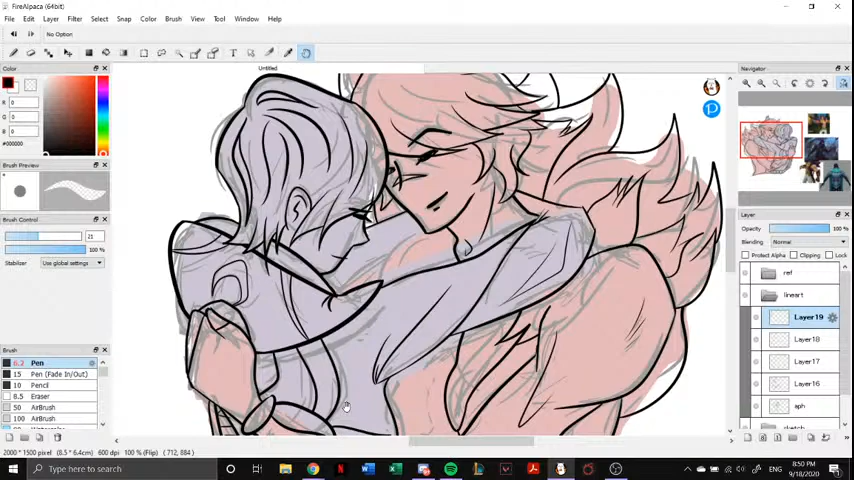 FireAlpaca (64bit)
File Edit Layer Filter Select Snap Color Brush View Tool Window Help
No Option
Untitled
Color
R 0
G 0
B 0
#000000
Brush Preview
Brush Control
21
100 %
Stabilizer Use global settings
Brush
6.2 Pen
15 Pen (Fade In/Out)
10 Pencil
8.5 Eraser
50 AirBrush
100 AirBrush
Navigator
Layer
Opacity 100 %
Blending Normal
Protect Alpha Clipping Lock
ref
lineart
Layer19
Layer18
Layer17
Layer16
aph
sketch
2000 * 1500 pixel (8.5 * 6.4cm) 600 dpi 100 % (Flip) ( 712, 884 )
Type here to search
ENG
8:50 PM
9/18/2020